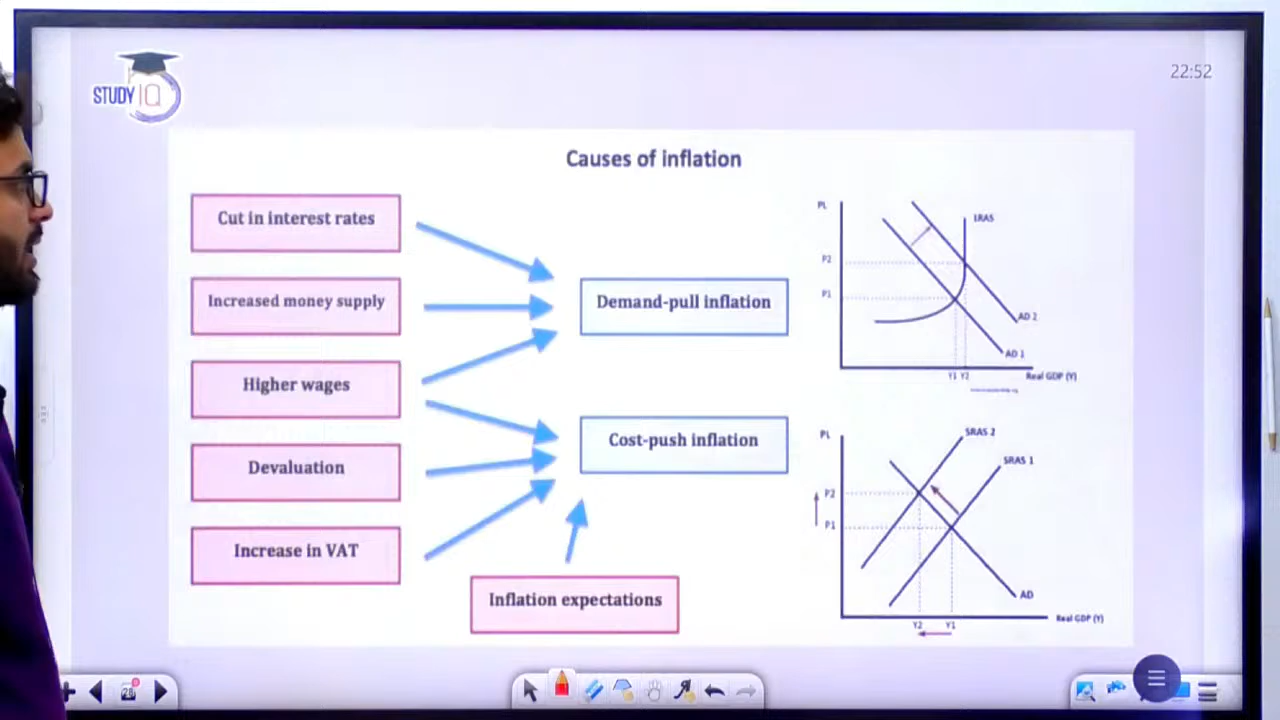 STUDY IQ
22:52
Causes of inflation
Cut in interest rates
Increased money supply
Higher wages
Devaluation
Increase in VAT
Inflation expectations
Demand-pull inflation
Cost-push inflation
PL
LRAS
P2
P1
AD 2
AD 1
Y1 Y2
Real GDP (Y)
PL
SRAS 2
SRAS 1
P2
P1
AD
Y2 Y1
Real GDP (Y)
28